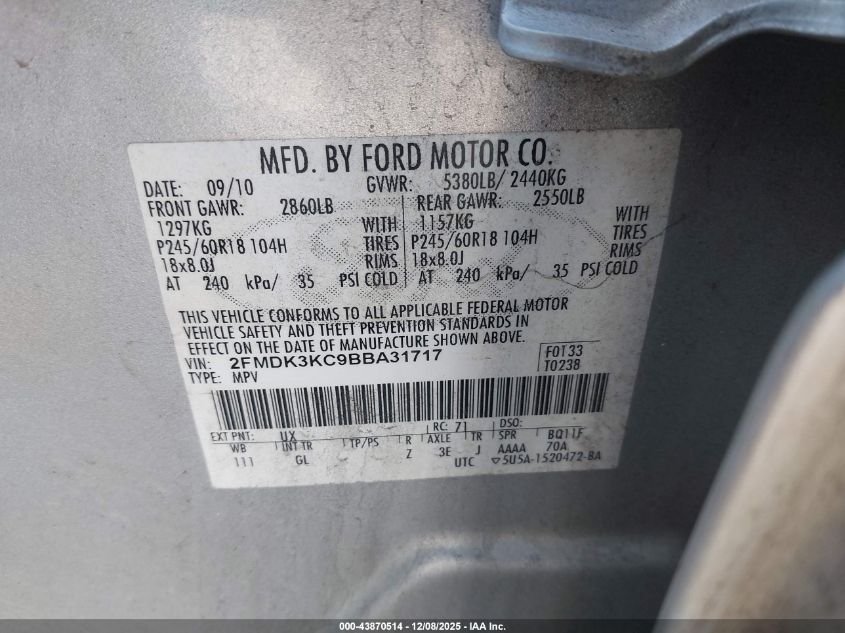 MFD. BY FORD MOTOR CO.
DATE: 09/10 GVWR: 5380LB/ 2440KG
FRONT GAWR: 2860LB REAR GAWR: 2550LB
1297KG WITH 1157KG WITH
P245/60R18 104H TIRES P245/60R18 104H TIRES
18x8.0J RIMS 18x8.0J RIMS
AT 240 kPa/ 35 PSI COLD AT 240 kPa/ 35 PSI COLD
THIS VEHICLE CONFORMS TO ALL APPLICABLE FEDERAL MOTOR
VEHICLE SAFETY AND THEFT PREVENTION STANDARDS IN
EFFECT ON THE DATE OF MANUFACTURE SHOWN ABOVE.
VIN: 2FMDK3KC9BBA31717 F0T33
TYPE: MPV T0238
EXT PNT: UX RC: 71 DSO:
WB INT TR TP/PS R AXLE TR SPR BQ11F
111 GL Z 3E J AAAA 70A
UTC ▽5U5A-1520472-BA
000-43870514 - 12/08/2025 - IAA Inc.